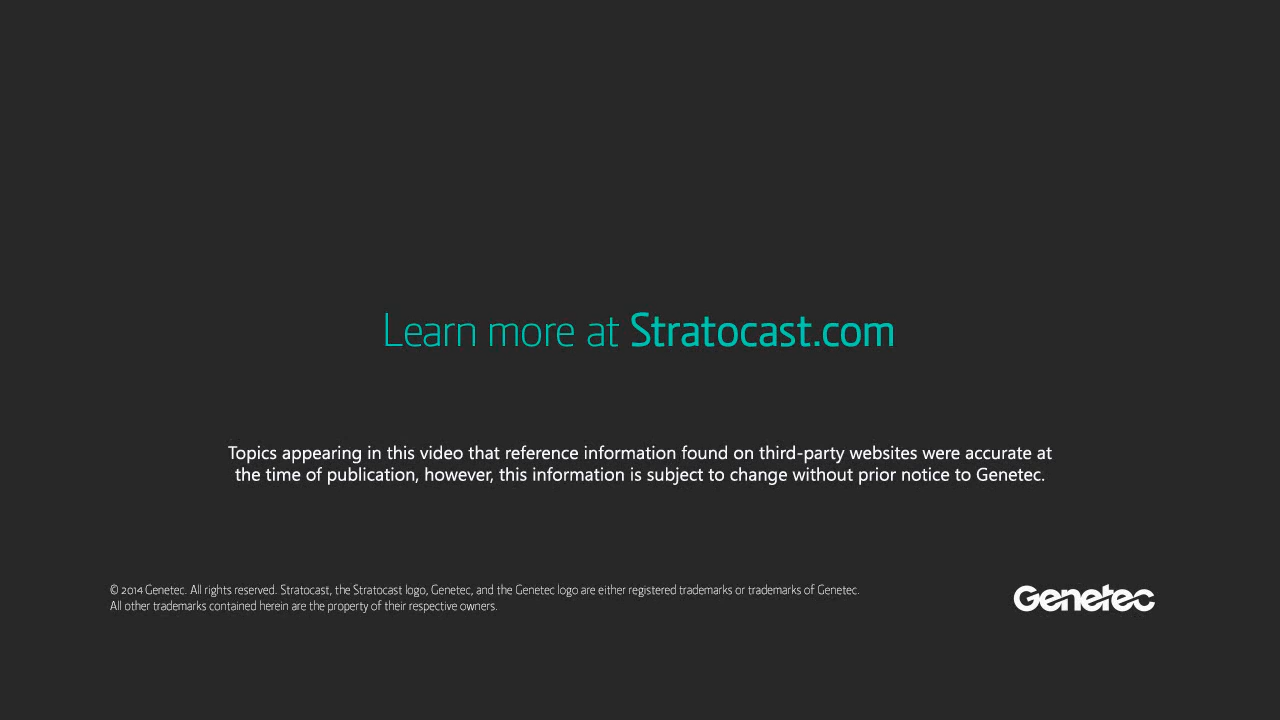 Learn more at Stratocast.com
Topics appearing in this video that reference information found on third-party websites were accurate at
the time of publication, however, this information is subject to change without prior notice to Genetec.
© 2014 Genetec. All rights reserved. Stratocast, the Stratocast logo, Genetec, and the Genetec logo are either registered trademarks or trademarks of Genetec.
All other trademarks contained herein are the property of their respective owners.
Genetec